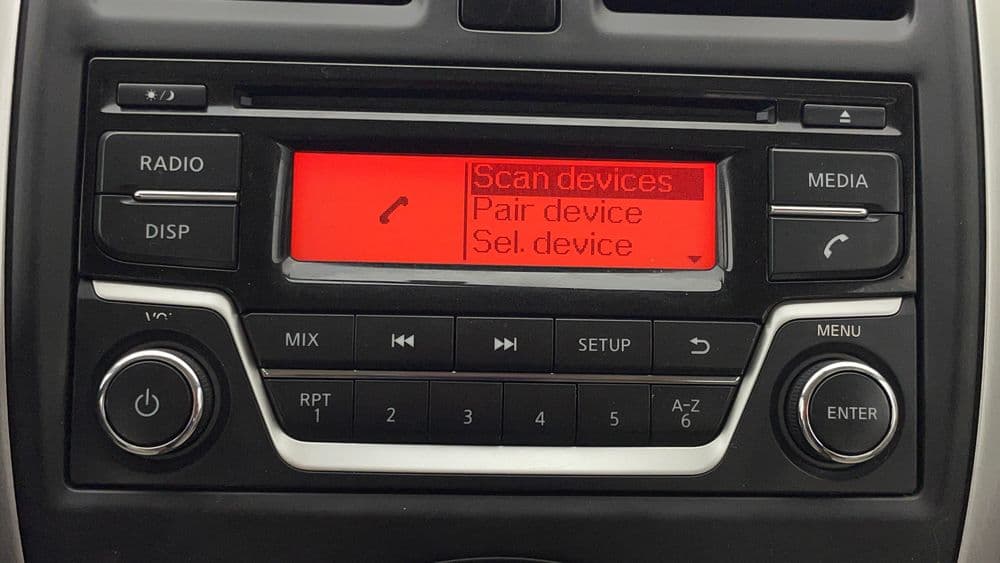 RADIO
DISP
Scan devices
Pair device
Sel. device
MEDIA
MENU
MIX
SETUP
RPT
1
2
3
4
5
A-Z
6
ENTER